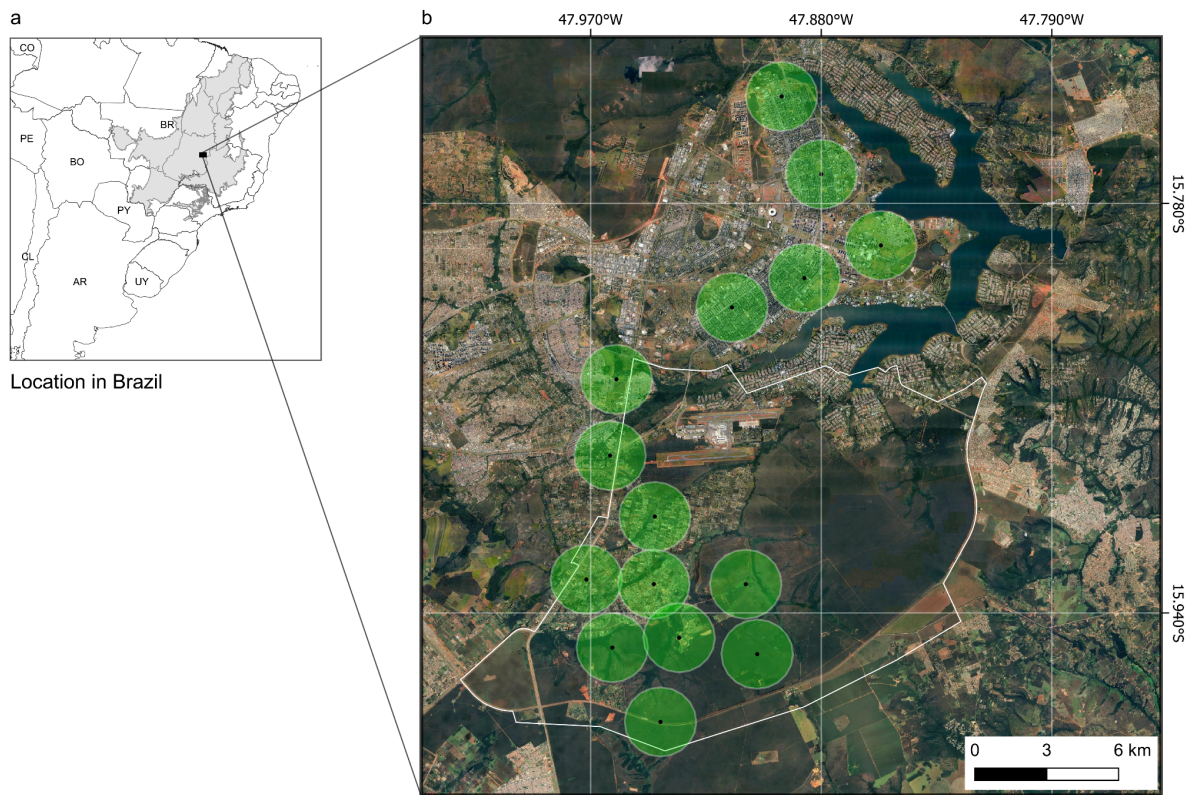 a
b
47.970°W
47.880°W
47.790°W
CO
BR
PE
BO
PY
CL
AR
UY
Location in Brazil
15.780°S
15.940°S
0 3 6 km